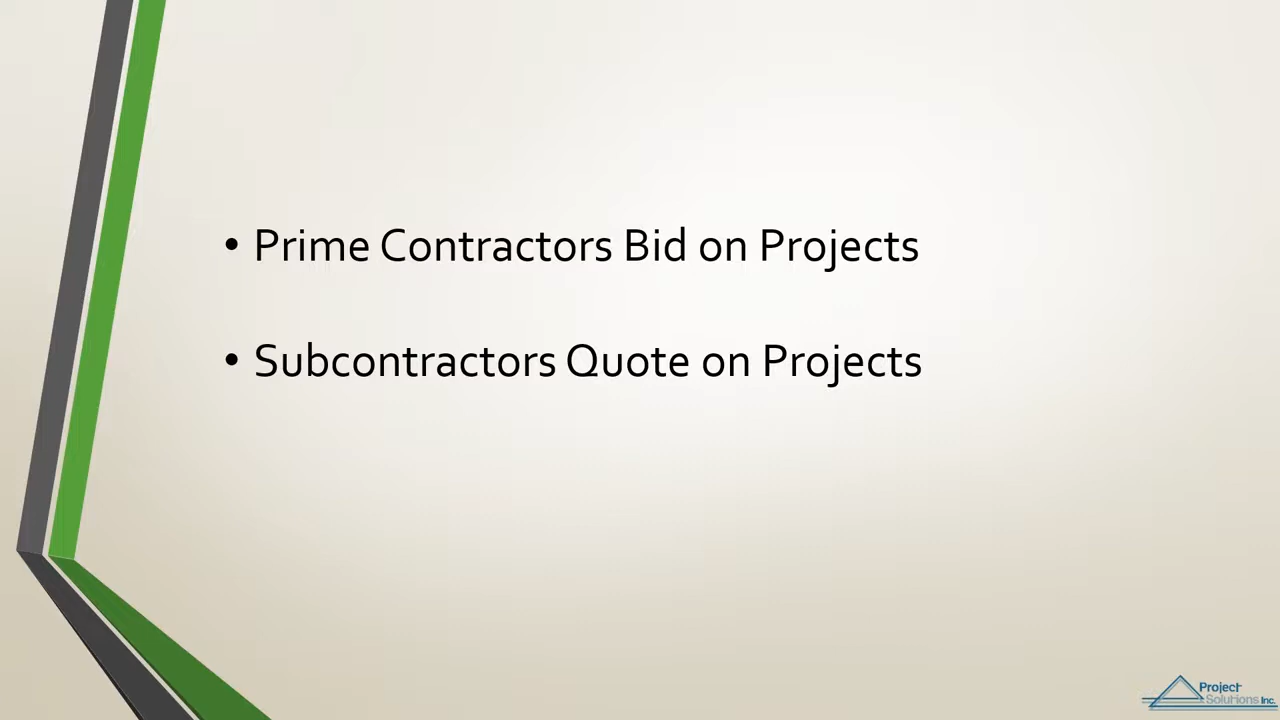 • Prime Contractors Bid on Projects
• Subcontractors Quote on Projects
Project
Solutions Inc.